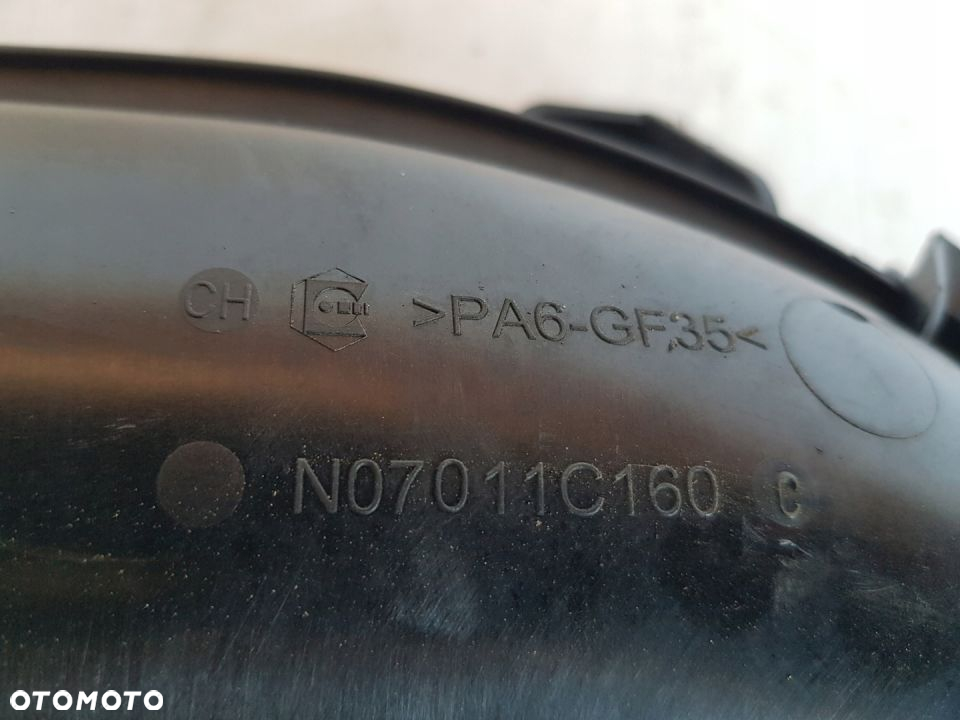 CH >PA6-GF35<
N07011C160 C
OTOMOTO